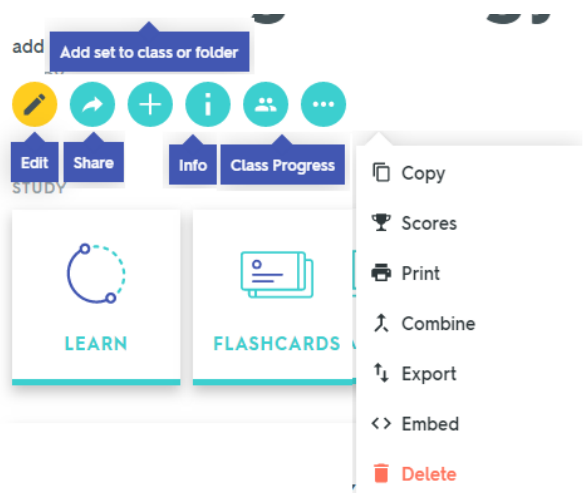 add
Add set to class or folder
Edit
Share
Info
Class Progress
STUDY
LEARN
FLASHCARDS
Copy
Scores
Print
Combine
Export
Embed
Delete